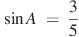 sin A = 3/5